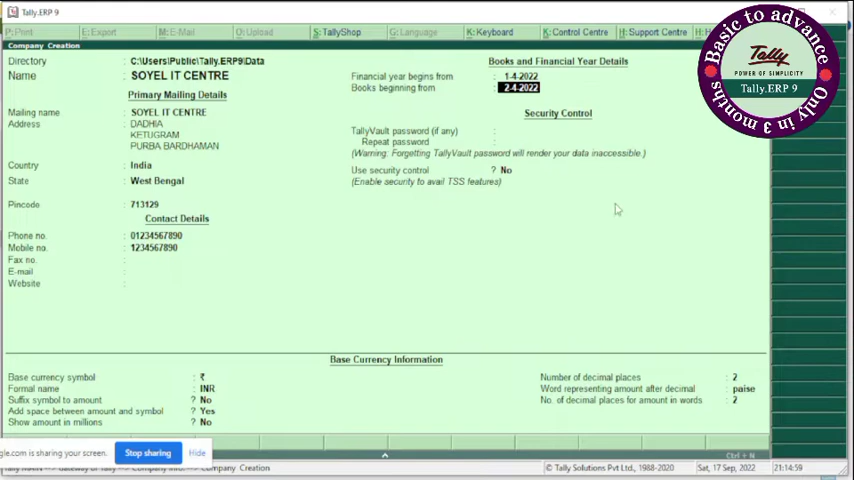 Tally.ERP 9
P: Print
E: Export
M: E-Mail
O: Upload
S: TallyShop
G: Language
K: Keyboard
K: Control Centre
H: Support Centre
Company Creation
Directory : C:\Users\Public\Tally.ERP9\Data
Name : SOYEL IT CENTRE
Primary Mailing Details
Mailing name : SOYEL IT CENTRE
Address : DADHIA
KETUGRAM
PURBA BARDHAMAN
Country : India
State : West Bengal
Pincode : 713129
Contact Details
Phone no. : 01234567890
Mobile no. : 1234567890
Fax no. :
E-mail :
Website :
Books and Financial Year Details
Financial year begins from : 1-4-2022
Books beginning from : 2-4-2022
Security Control
TallyVault password (if any) :
Repeat password :
(Warning: Forgetting TallyVault password will render your data inaccessible.)
Use security control ? No
(Enable security to avail TSS features)
Base Currency Information
Base currency symbol : ₹
Formal name : INR
Suffix symbol to amount ? No
Add space between amount and symbol ? Yes
Show amount in millions ? No
Number of decimal places : 2
Word representing amount after decimal : paise
No. of decimal places for amount in words : 2
gle.com is sharing your screen.
Stop sharing
Hide
Ctrl + N
Company Creation
© Tally Solutions Pvt Ltd., 1988-2020
Sat, 17 Sep, 2022
21:14:59
Basic to advance
Tally
POWER OF SIMPLICITY
Tally.ERP 9
Only in 3 months